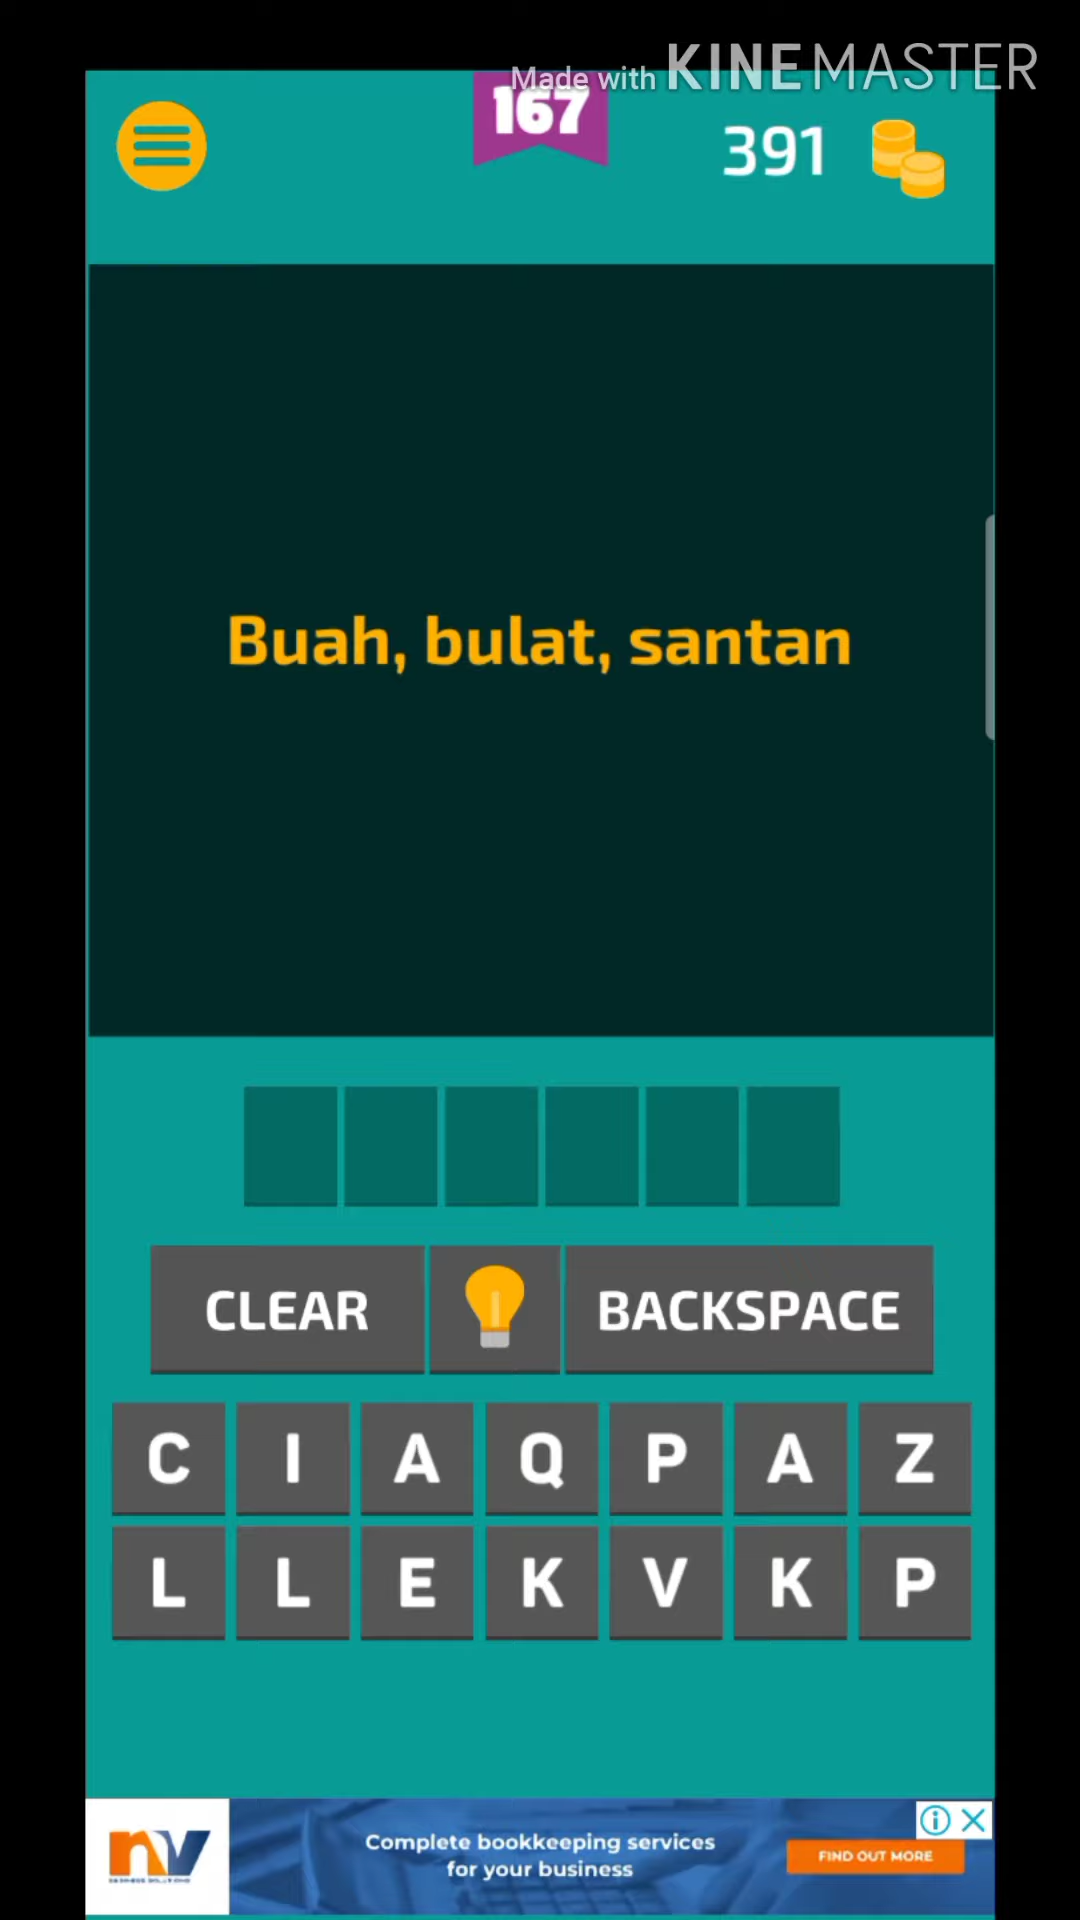 Made with KINEMASTER
167
391
Buah, bulat, santan
CLEAR
BACKSPACE
C I A Q P A Z
L L E K V K P
nv
Complete bookkeeping services
for your business
FIND OUT MORE